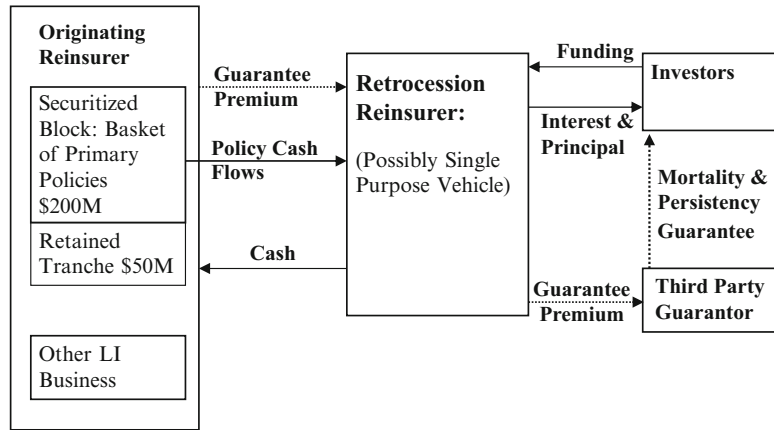 Originating
Reinsurer
Securitized
Block: Basket
of Primary
Policies
$200M
Retained
Tranche $50M
Other LI
Business
Guarantee
Premium
Policy Cash
Flows
Cash
Retrocession
Reinsurer:
(Possibly Single
Purpose Vehicle)
Funding
Interest &
Principal
Guarantee
Premium
Investors
Mortality &
Persistency
Guarantee
Third Party
Guarantor